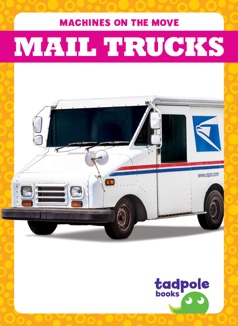 MACHINES ON THE MOVE
MAIL TRUCKS
www.usps.com
tadpole
books